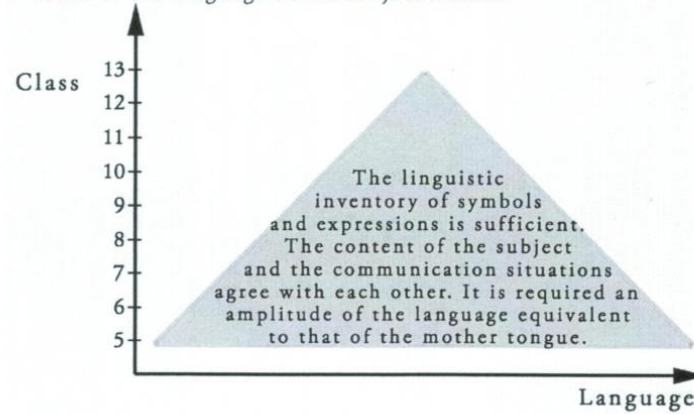 Class
13
12
11
10
9
8
7
6
5
The linguistic
inventory of symbols
and expressions is sufficient.
The content of the subject
and the communication situations
agree with each other. It is required an
amplitude of the language equivalent
to that of the mother tongue.
Language